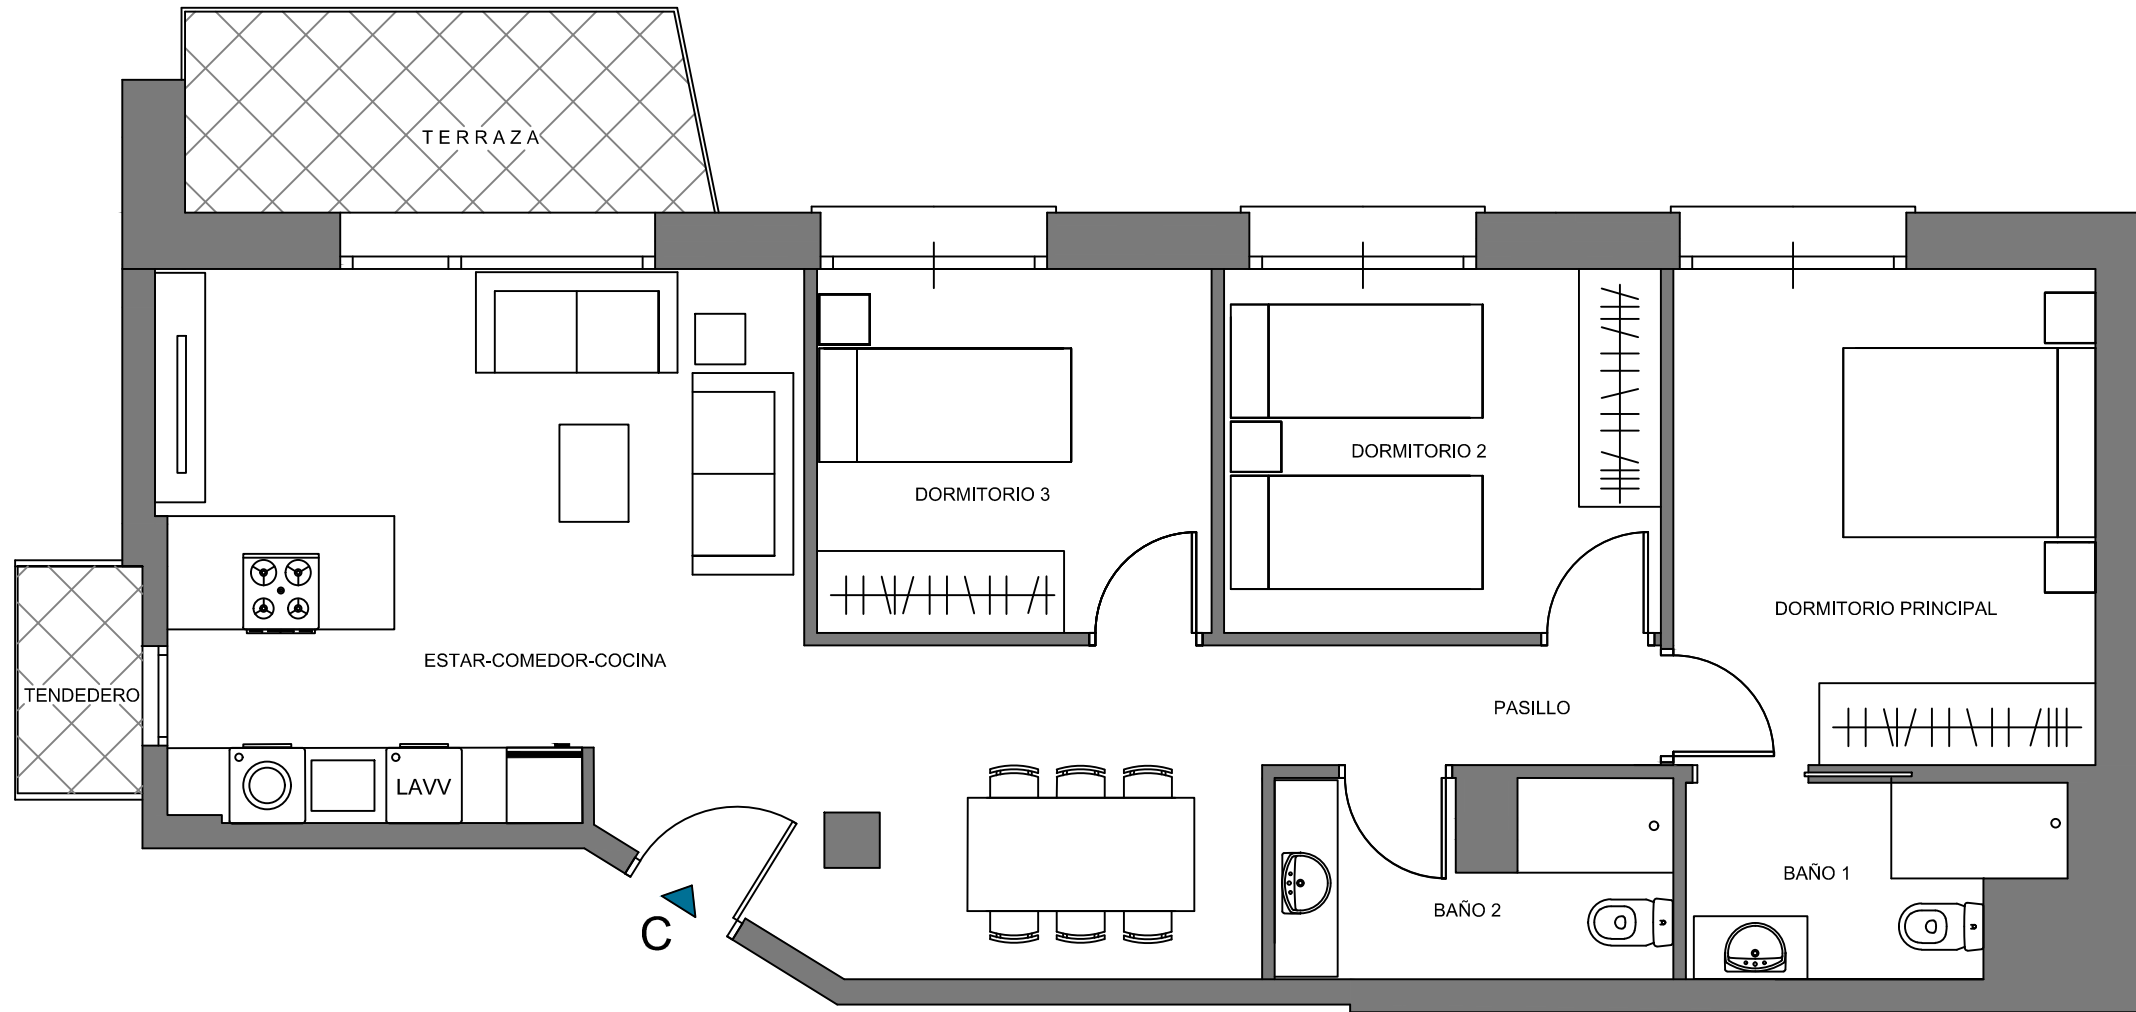 TERRAZA
DORMITORIO 2
DORMITORIO 3
DORMITORIO PRINCIPAL
ESTAR-COMEDOR-COCINA
TENDEDERO
PASILLO
LAVV
BAÑO 1
BAÑO 2
C